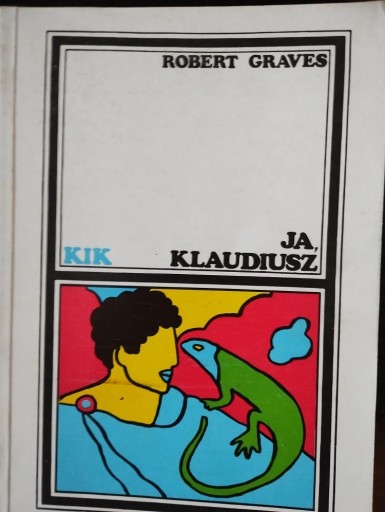 ROBERT GRAVES
JA,
KIK KLAUDIUSZ